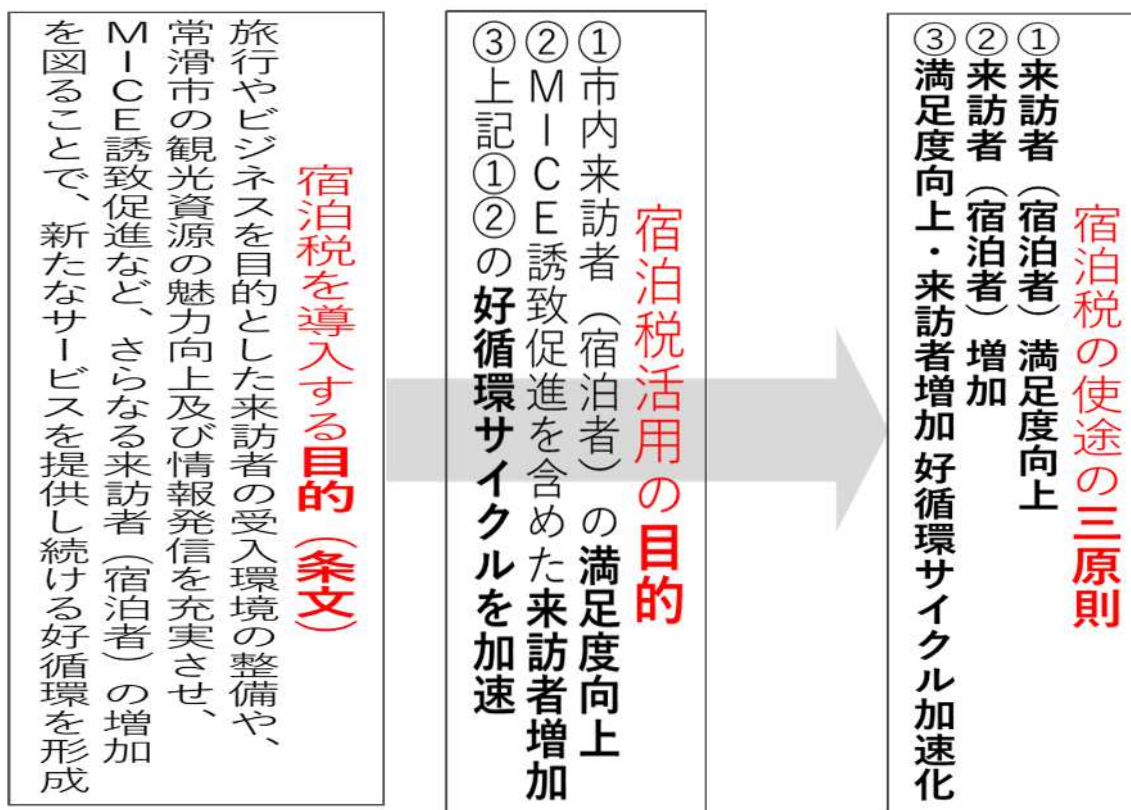 宿泊税を導入する目的（条文）
旅行やビジネスを目的とした来訪者の受入環境の整備や、
常滑市の観光資源の魅力向上及び情報発信を充実させ、
ＭＩＣＥ誘致促進など、さらなる来訪者（宿泊者）の増加
を図ることで、新たなサービスを提供し続ける好循環を形成
宿泊税活用の目的
①市内来訪者（宿泊者）の満足度向上
②ＭＩＣＥ誘致促進を含めた来訪者増加
③上記①②の好循環サイクルを加速
宿泊税の使途の三原則
①来訪者（宿泊者）満足度向上
②来訪者（宿泊者）増加
③満足度向上・来訪者増加 好循環サイクル加速化